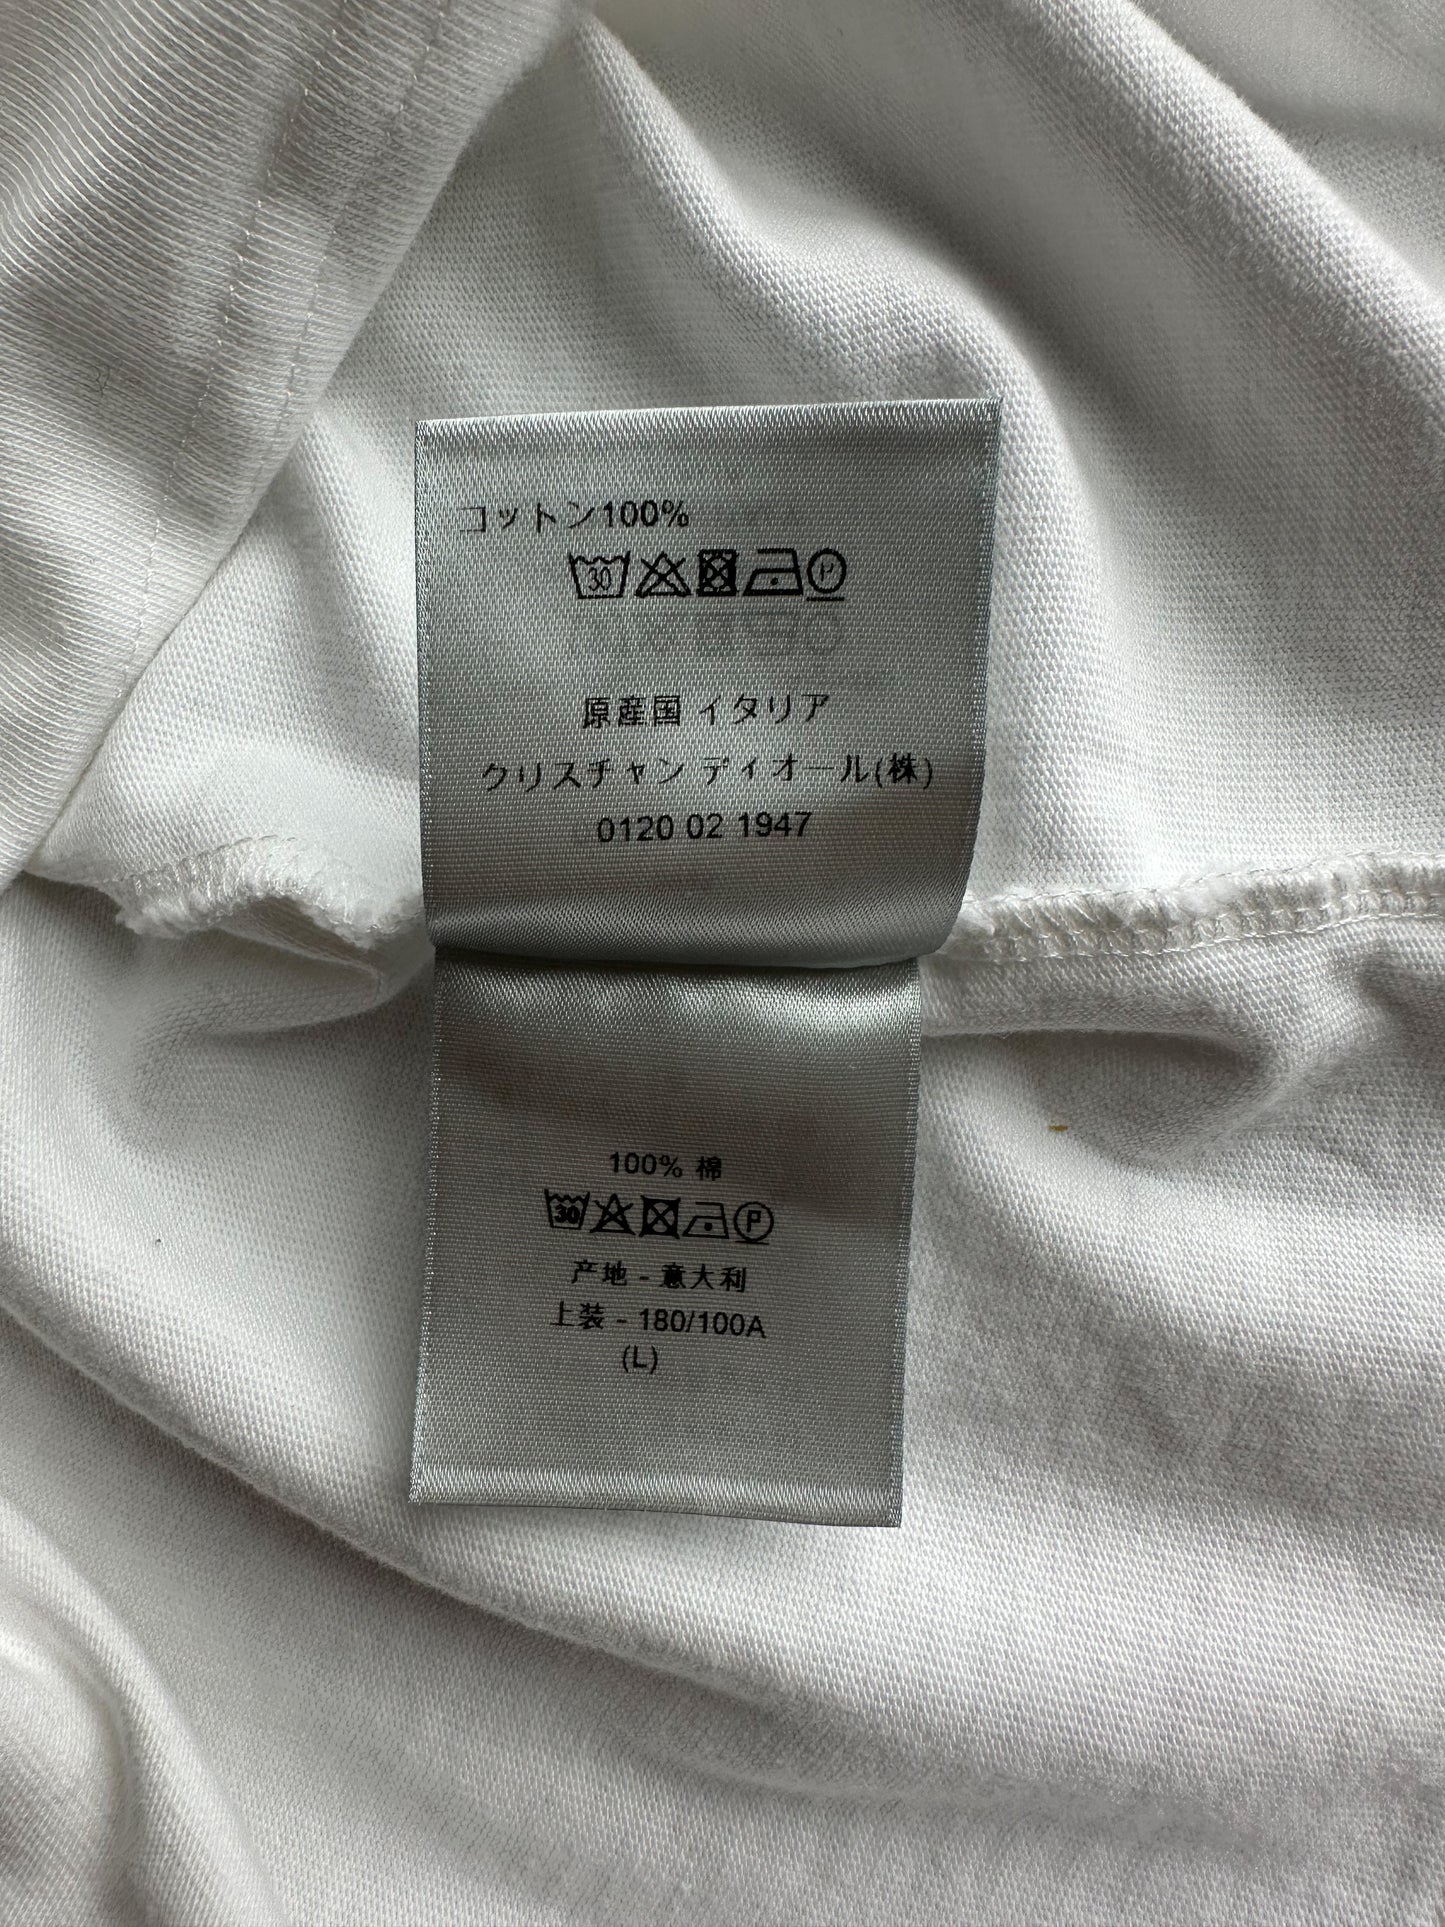 コットン100%
30 P
原産国 イタリア
クリスチャン ディオール(株)
0120 02 1947
100% 棉
30 P
产地 - 意大利
上装 - 180/100A
(L)